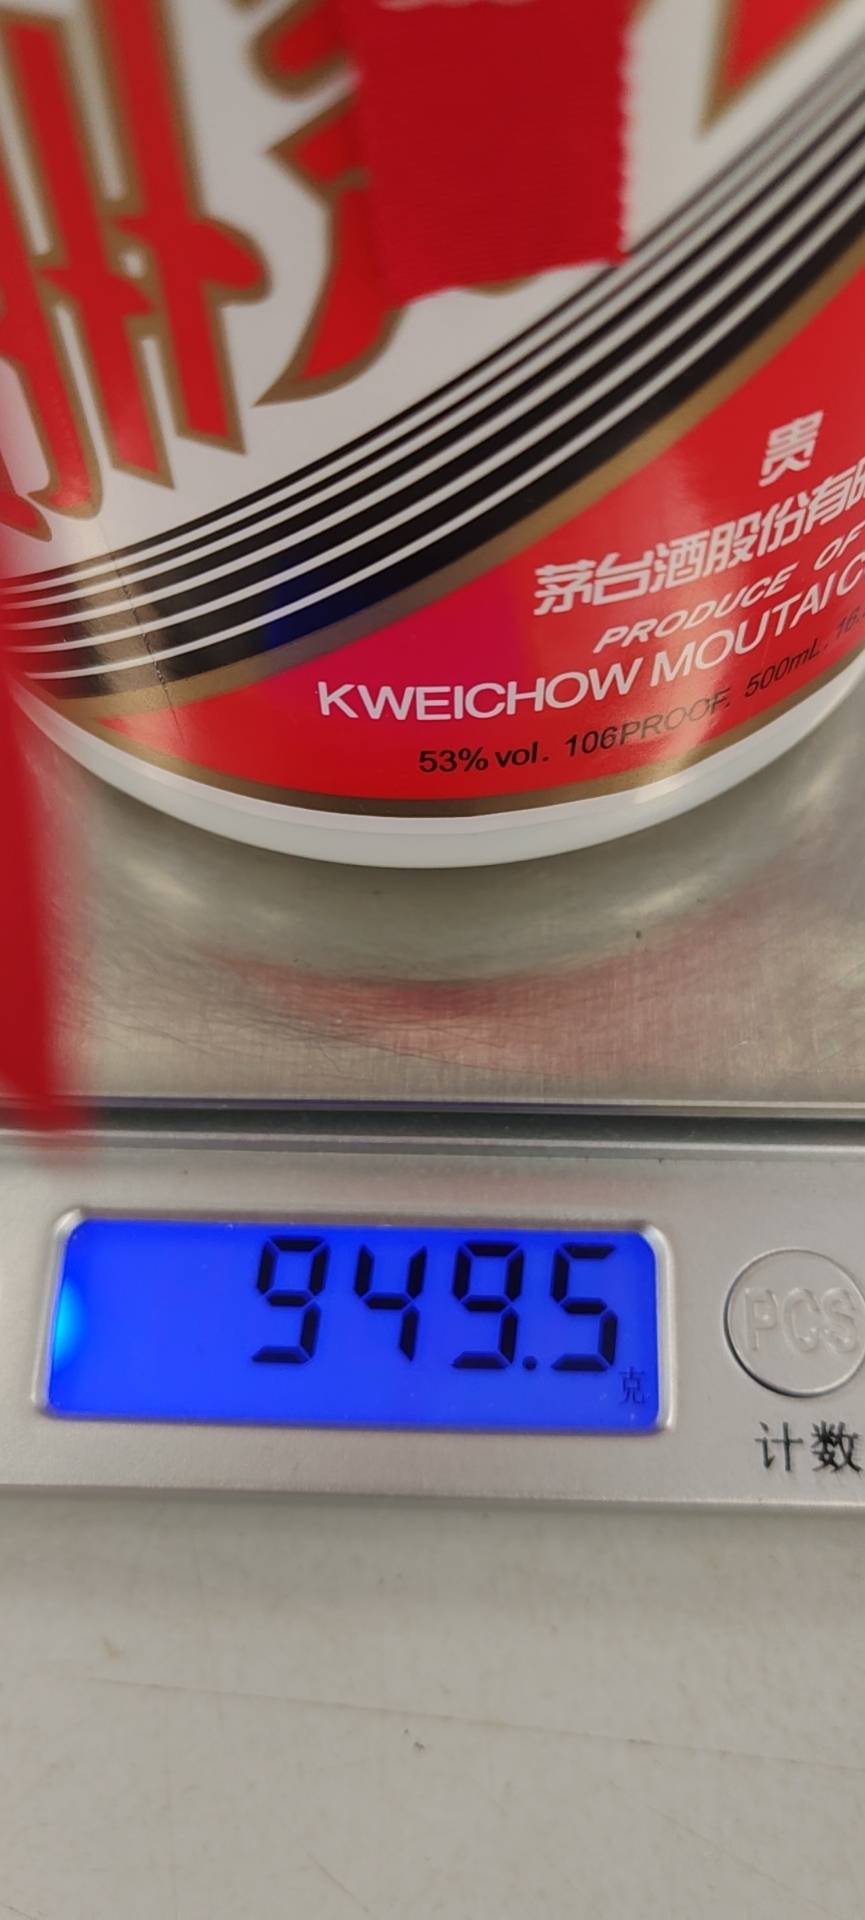 贵
茅台酒股份有
PRODUCE OF
KWEICHOW MOUTAI
53% vol. 106PROOF. 500mL.
949.5
克
PCS
计数